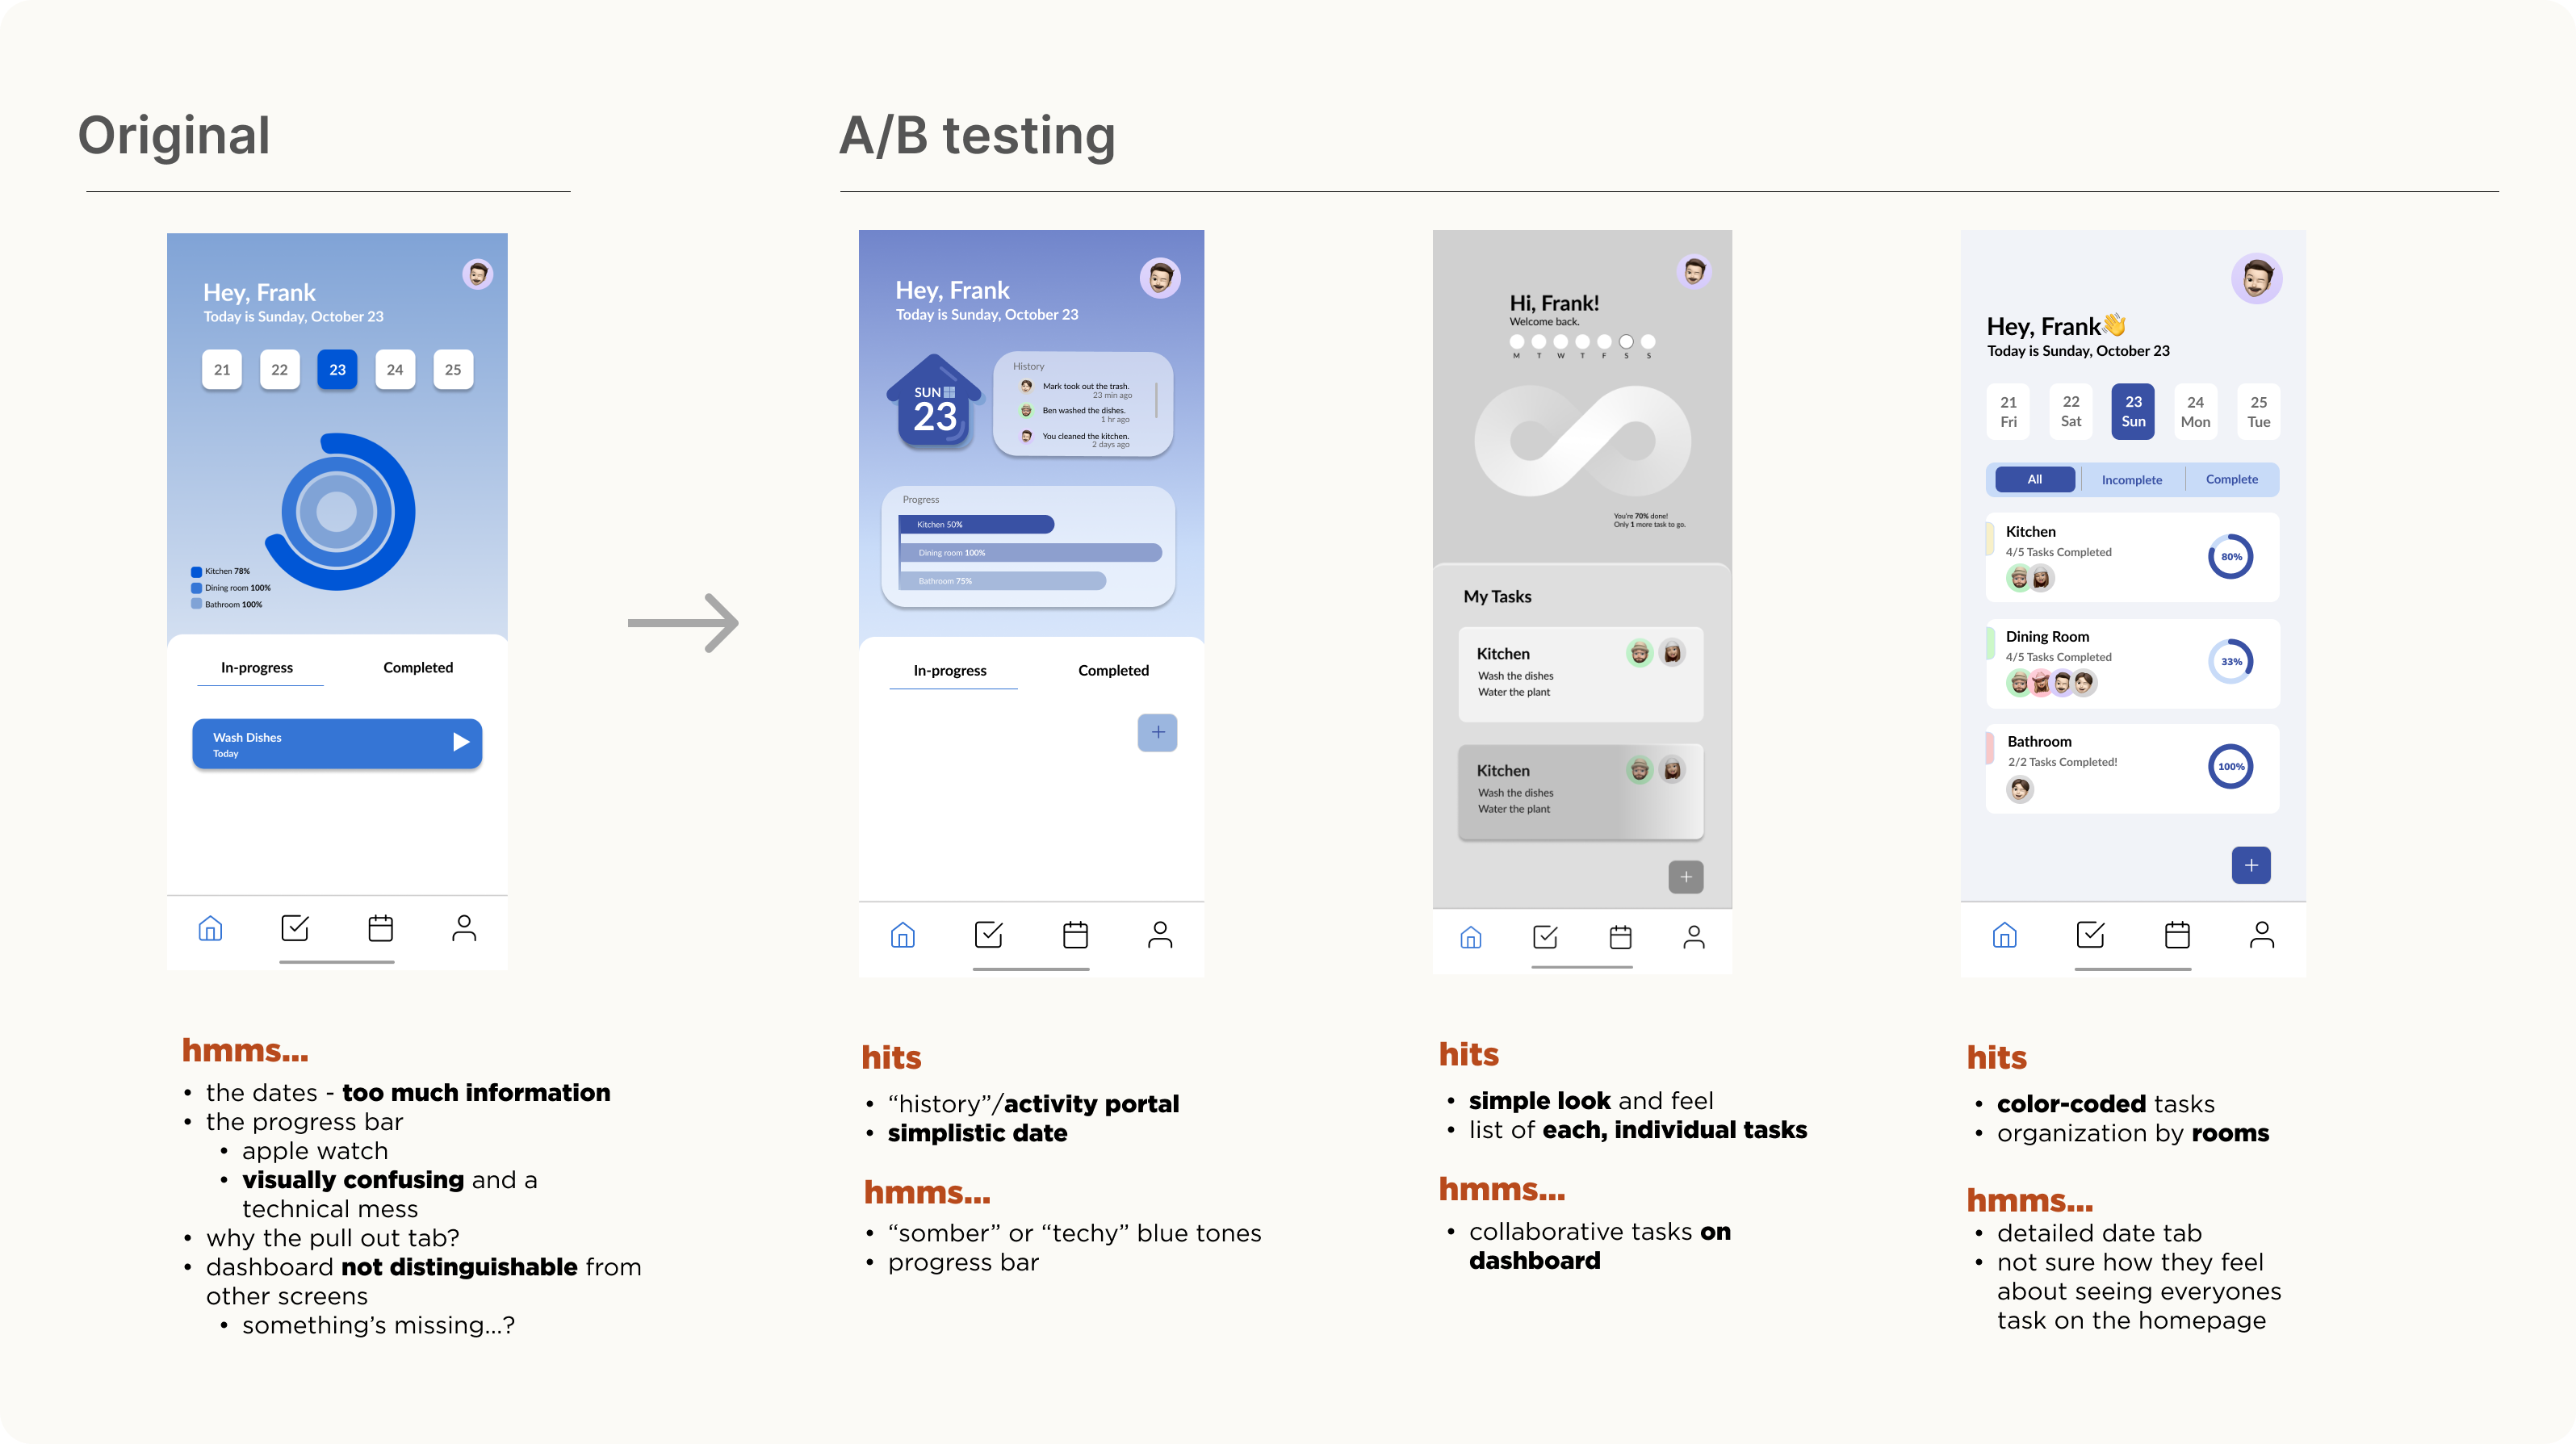 Original
A/B testing
Hey, Frank
Today is Sunday, October 23
21 22 23 24 25
Kitchen 78%
Dining room 100%
Bathroom 100%
In-progress Completed
Wash Dishes
Today
hmms...
• the dates - too much information
• the progress bar
• apple watch
• visually confusing and a
technical mess
• why the pull out tab?
• dashboard not distinguishable from
other screens
• something's missing...?
Hey, Frank
Today is Sunday, October 23
SUN
23
History
Mark took out the trash.
23 min ago
Ben washed the dishes.
1 hr ago
You cleaned the kitchen.
2 days ago
Progress
Kitchen 50%
Dining room 100%
Bathroom 75%
In-progress Completed
+
hits
• “history”/activity portal
• simplistic date
hmms...
• “somber” or “techy” blue tones
• progress bar
Hi, Frank!
Welcome back.
M T W T F S S
You're 70% done!
Only 1 more task to go.
My Tasks
Kitchen
Wash the dishes
Water the plant
Kitchen
Wash the dishes
Water the plant
+
hits
• simple look and feel
• list of each, individual tasks
hmms...
• collaborative tasks on
dashboard
Hey, Frank👋
Today is Sunday, October 23
21 22 23 24 25
Fri Sat Sun Mon Tue
All Incomplete Complete
Kitchen
4/5 Tasks Completed
80%
Dining Room
4/5 Tasks Completed
33%
Bathroom
2/2 Tasks Completed!
100%
+
hits
• color-coded tasks
• organization by rooms
hmms...
• detailed date tab
• not sure how they feel
about seeing everyones
task on the homepage